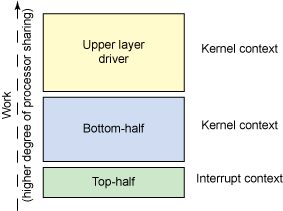 Work
(higher degree of processor sharing)
Upper layer
driver
Kernel context
Bottom-half
Kernel context
Top-half
Interrupt context